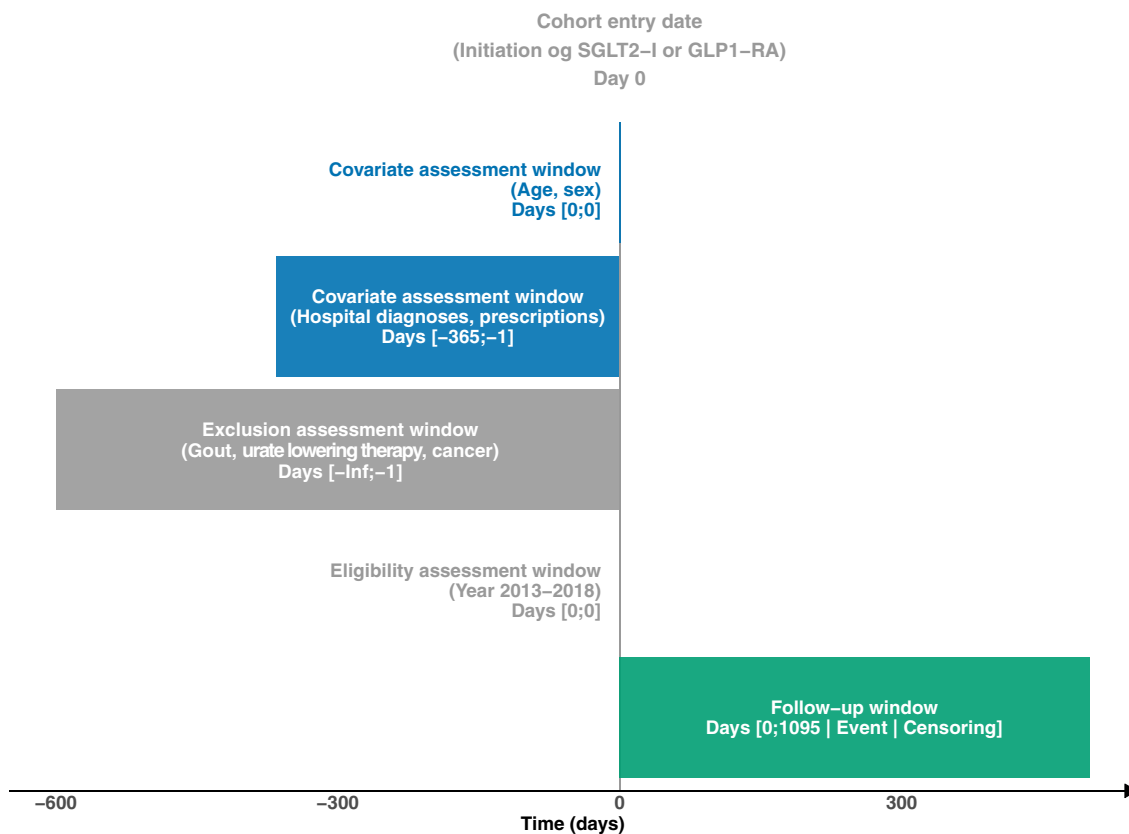 Cohort entry date
(Initiation og SGLT2−I or GLP1−RA)
Day 0
Covariate assessment window
(Age, sex)
Days [0;0]
Covariate assessment window
(Hospital diagnoses, prescriptions)
Days [−365;−1]
Exclusion assessment window
(Gout, urate lowering therapy, cancer)
Days [−Inf;−1]
Eligibility assessment window
(Year 2013−2018)
Days [0;0]
Follow−up window
Days [0;1095 | Event | Censoring]
−600 −300 0 300
Time (days)